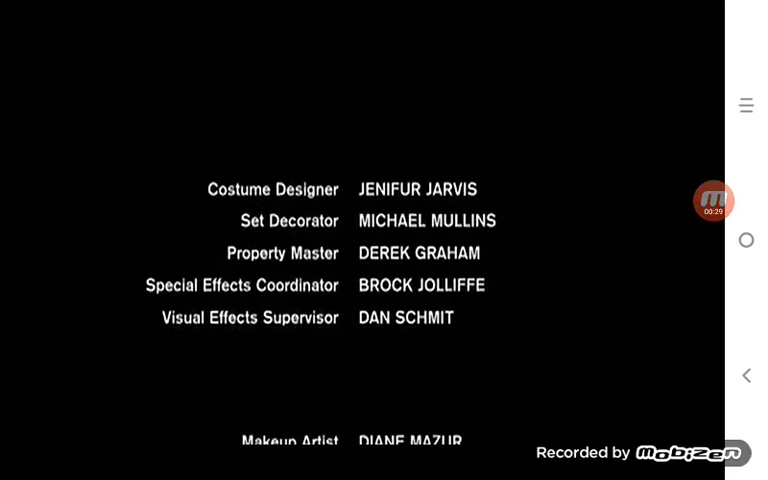 Costume Designer JENIFUR JARVIS
Set Decorator MICHAEL MULLINS
Property Master DEREK GRAHAM
Special Effects Coordinator BROCK JOLLIFFE
Visual Effects Supervisor DAN SCHMIT
Makeup Artist DIANE MAZUR
00:29
Recorded by mobizen